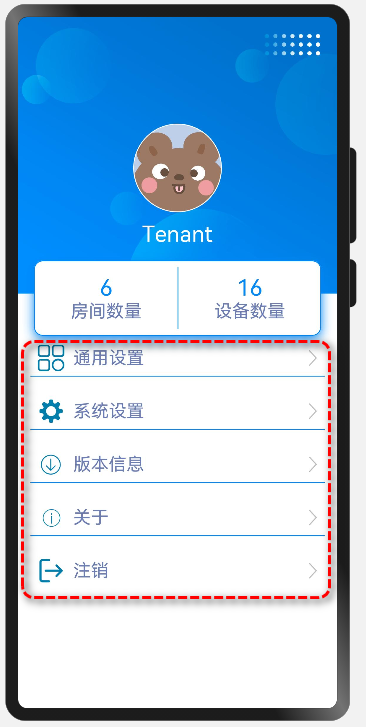 Tenant
6
房间数量
16
设备数量
通用设置
系统设置
版本信息
关于
注销